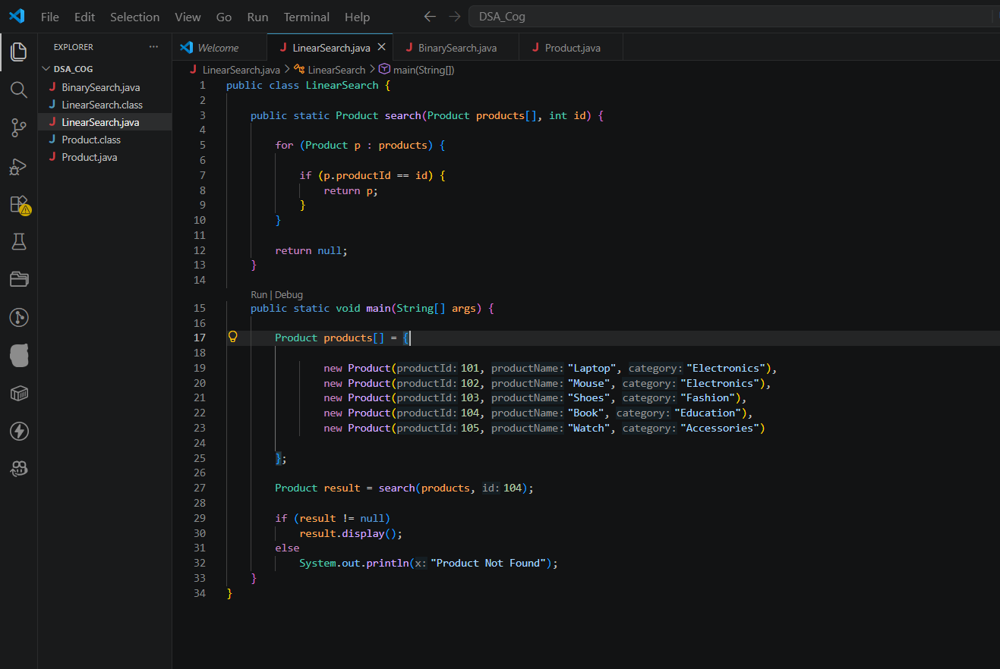 File Edit Selection View Go Run Terminal Help
DSA_Cog
EXPLORER ···
DSA_COG
J BinarySearch.java
J LinearSearch.class
J LinearSearch.java
J Product.class
J Product.java
Welcome
J LinearSearch.java
J BinarySearch.java
J Product.java
J LinearSearch.java > LinearSearch > main(String[])
1 public class LinearSearch {
2
3 public static Product search(Product products[], int id) {
4
5 for (Product p : products) {
6
7 if (p.productId == id) {
8 return p;
9 }
10 }
11
12 return null;
13 }
14
Run | Debug
15 public static void main(String[] args) {
16
17 Product products[] = {
18
19 new Product(productId: 101, productName: "Laptop", category: "Electronics"),
20 new Product(productId: 102, productName: "Mouse", category: "Electronics"),
21 new Product(productId: 103, productName: "Shoes", category: "Fashion"),
22 new Product(productId: 104, productName: "Book", category: "Education"),
23 new Product(productId: 105, productName: "Watch", category: "Accessories")
24
25 };
26
27 Product result = search(products, id: 104);
28
29 if (result != null)
30 result.display();
31 else
32 System.out.println(x: "Product Not Found");
33 }
34 }